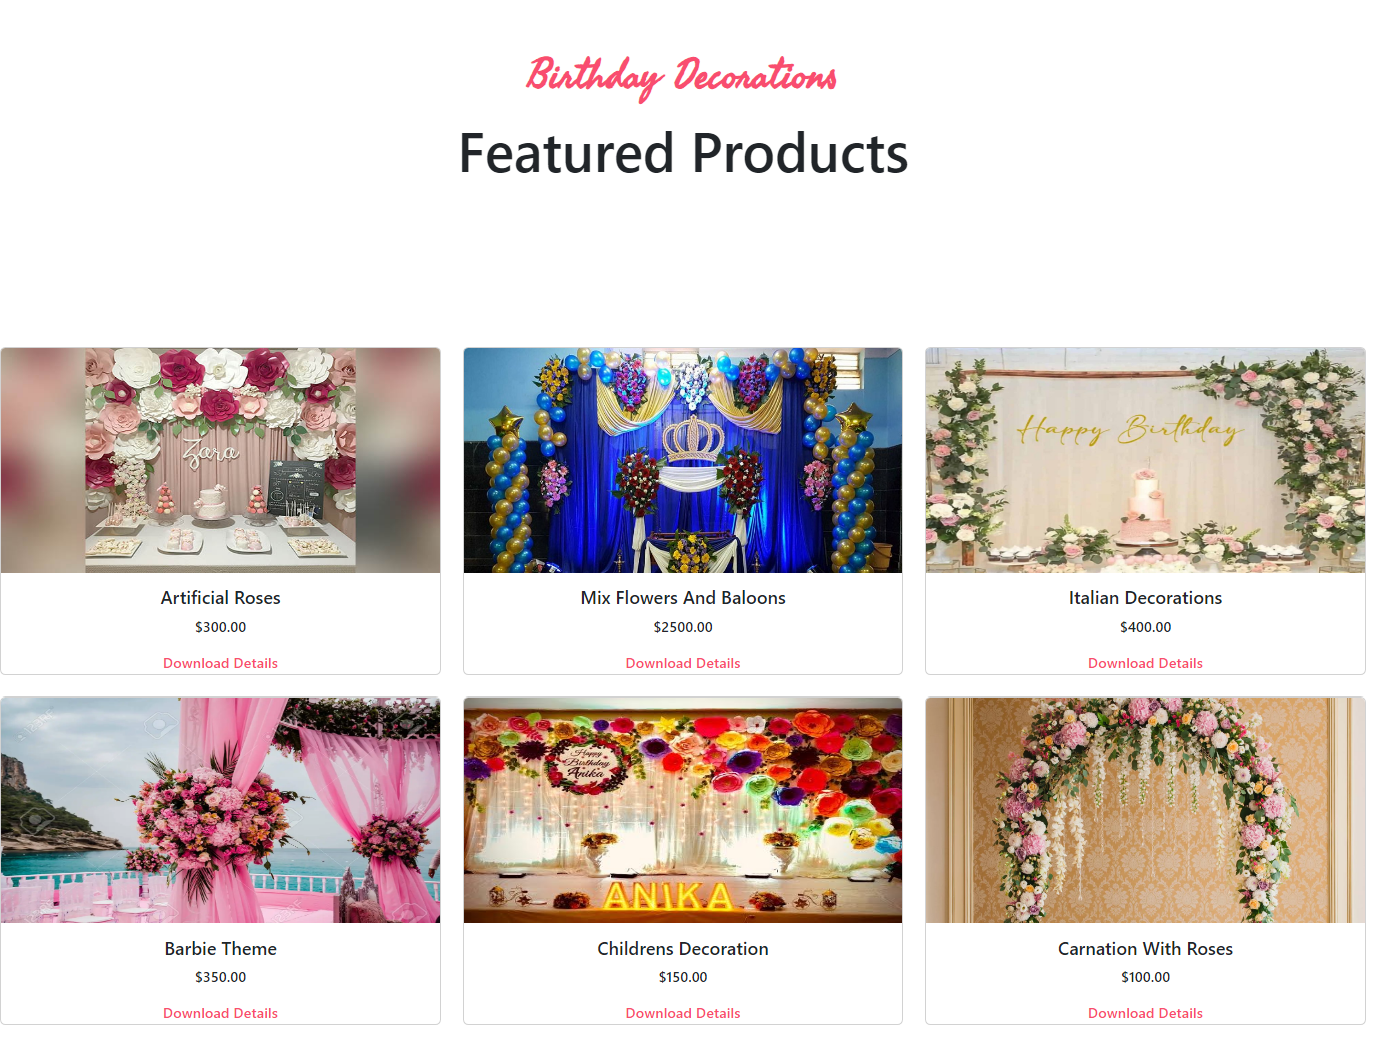 Birthday Decorations
Featured Products
Zara
Happy Birthday
Artificial Roses
Mix Flowers And Baloons
Italian Decorations
$300.00
$2500.00
$400.00
Download Details
Download Details
Download Details
Happy
Birthday
Anika
ANIKA
Barbie Theme
Childrens Decoration
Carnation With Roses
$350.00
$150.00
$100.00
Download Details
Download Details
Download Details